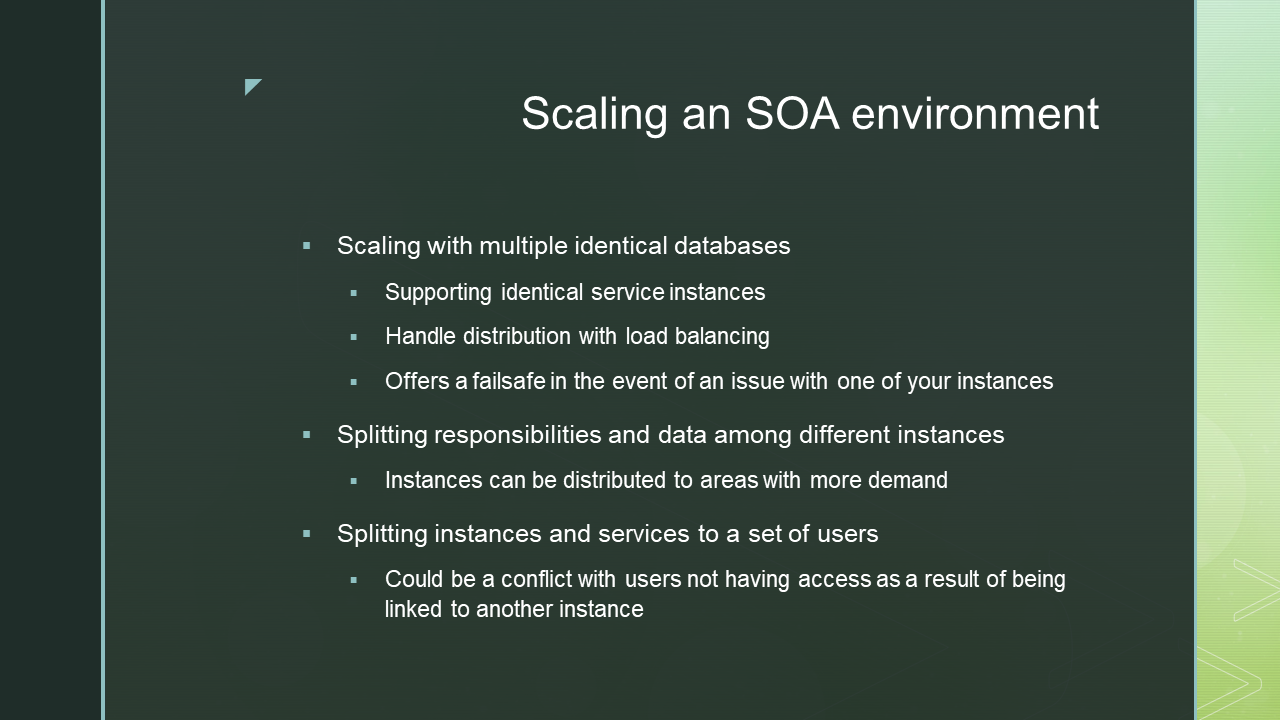 Scaling an SOA environment
Scaling with multiple identical databases
Supporting identical service instances
Handle distribution with load balancing
Offers a failsafe in the event of an issue with one of your instances
Splitting responsibilities and data among different instances
Instances can be distributed to areas with more demand
Splitting instances and services to a set of users
Could be a conflict with users not having access as a result of being
linked to another instance